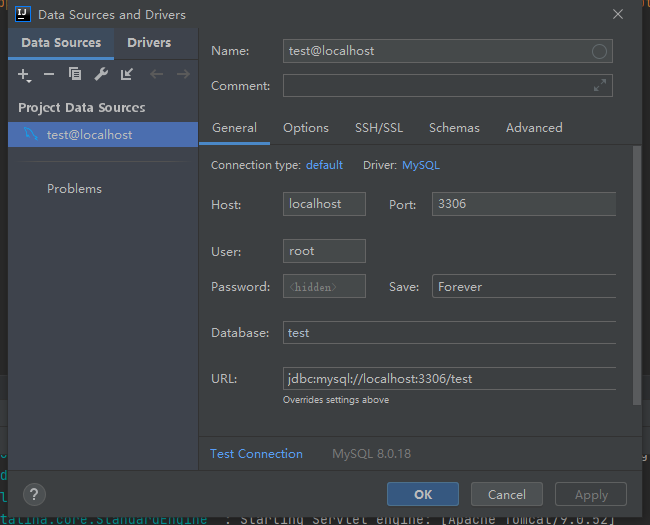 Data Sources and Drivers
Data Sources Drivers
Name: test@localhost
Comment:
Project Data Sources
test@localhost
Problems
General Options SSH/SSL Schemas Advanced
Connection type: default Driver: MySQL
Host: localhost Port: 3306
User: root
Password: <hidden> Save: Forever
Database: test
URL: jdbc:mysql://localhost:3306/test
Overrides settings above
Test Connection MySQL 8.0.18
? OK Cancel Apply
talina.core.StandardEngine : Starting Servlet engine: [Apache Tomcat/9.0.52]